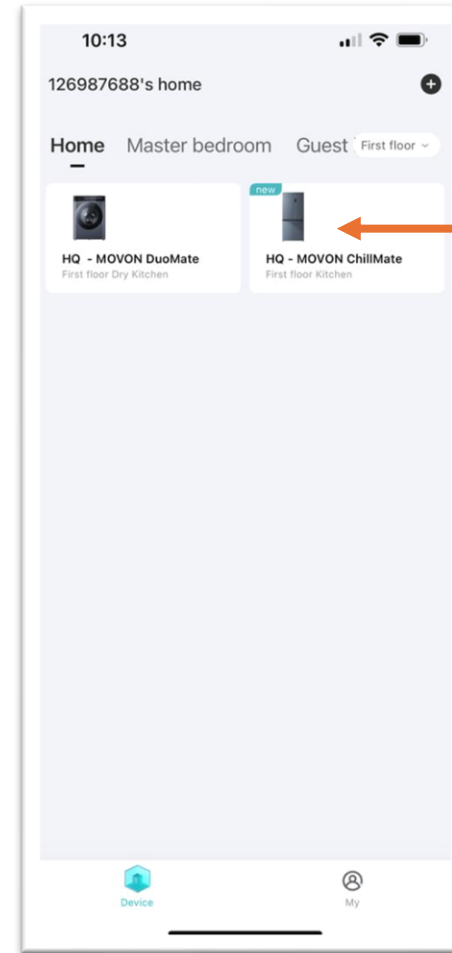 10:13
126987688's home
Home Master bedroom Guest First floor
new
HQ - MOVON DuoMate
First floor Dry Kitchen
HQ - MOVON ChillMate
First floor Kitchen
Device
My